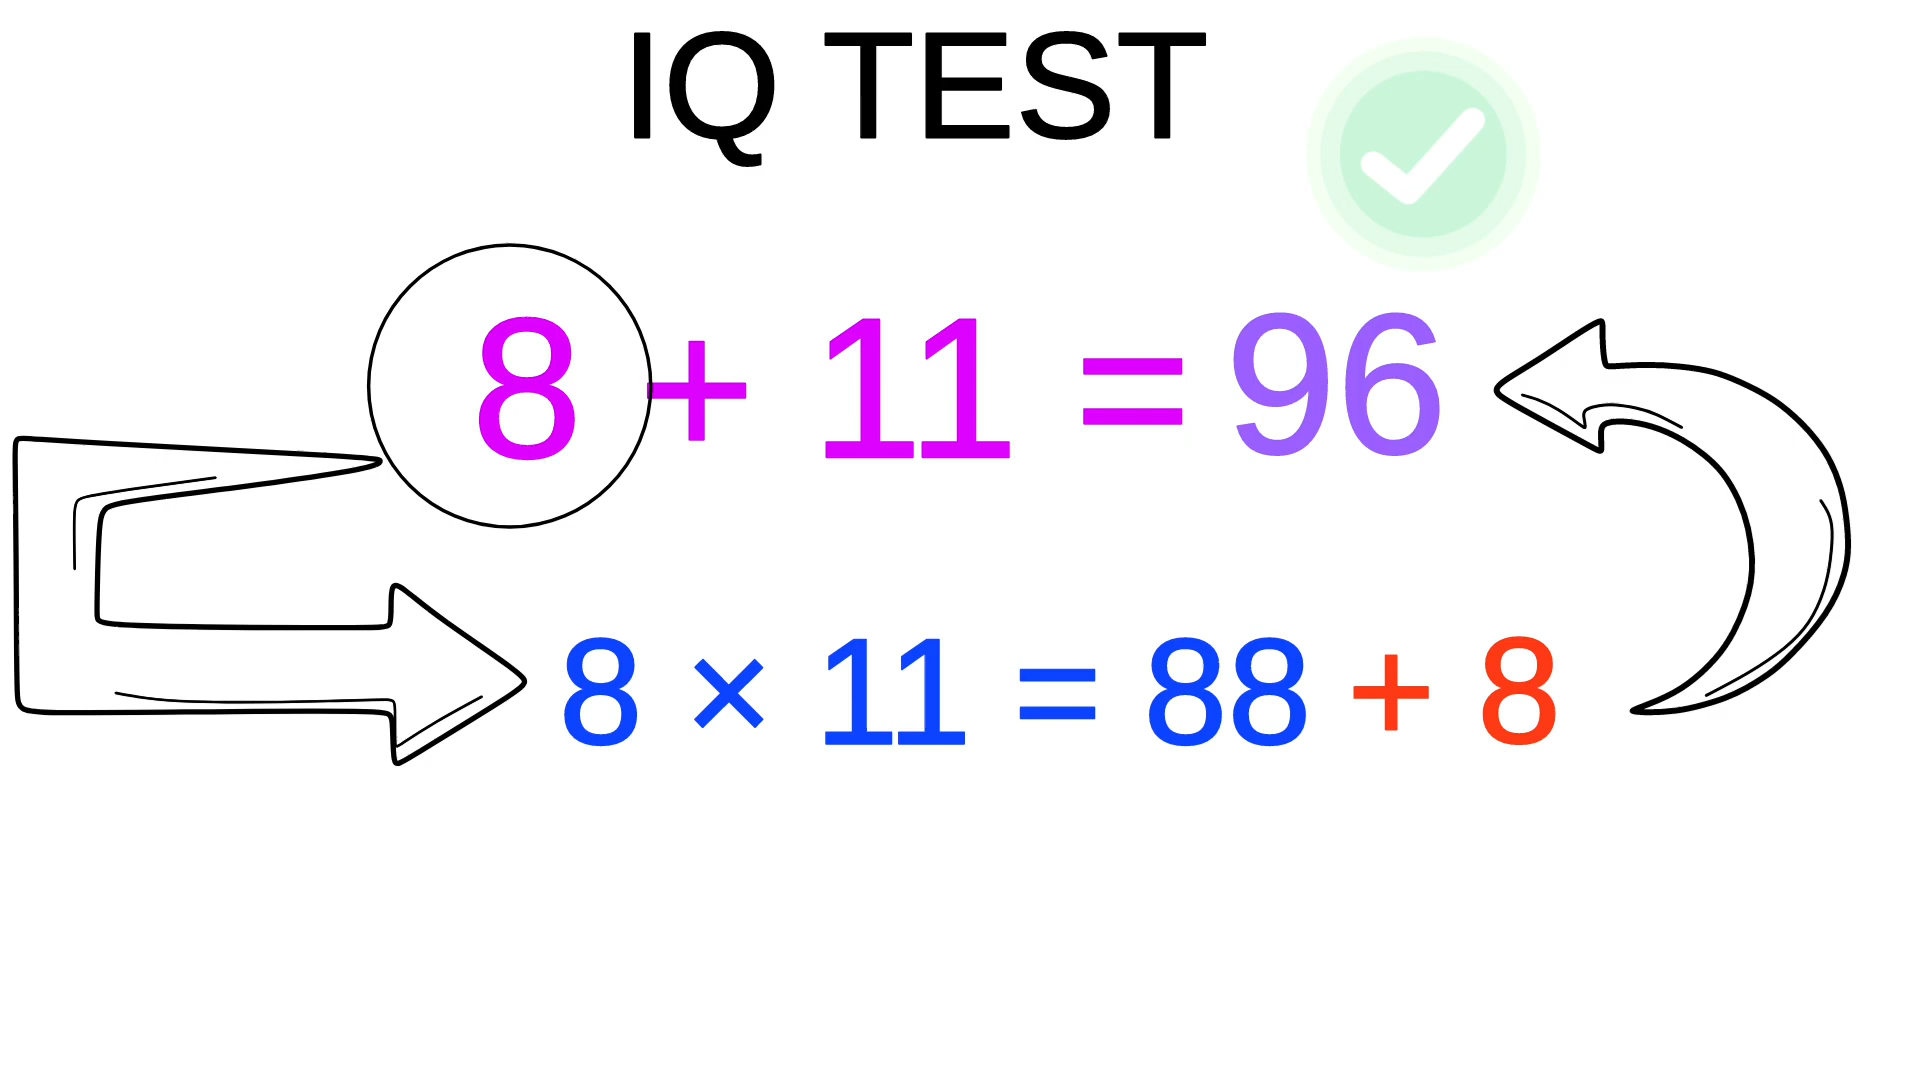 IQ TEST
8 + 11 = 96
8 × 11 = 88 + 8